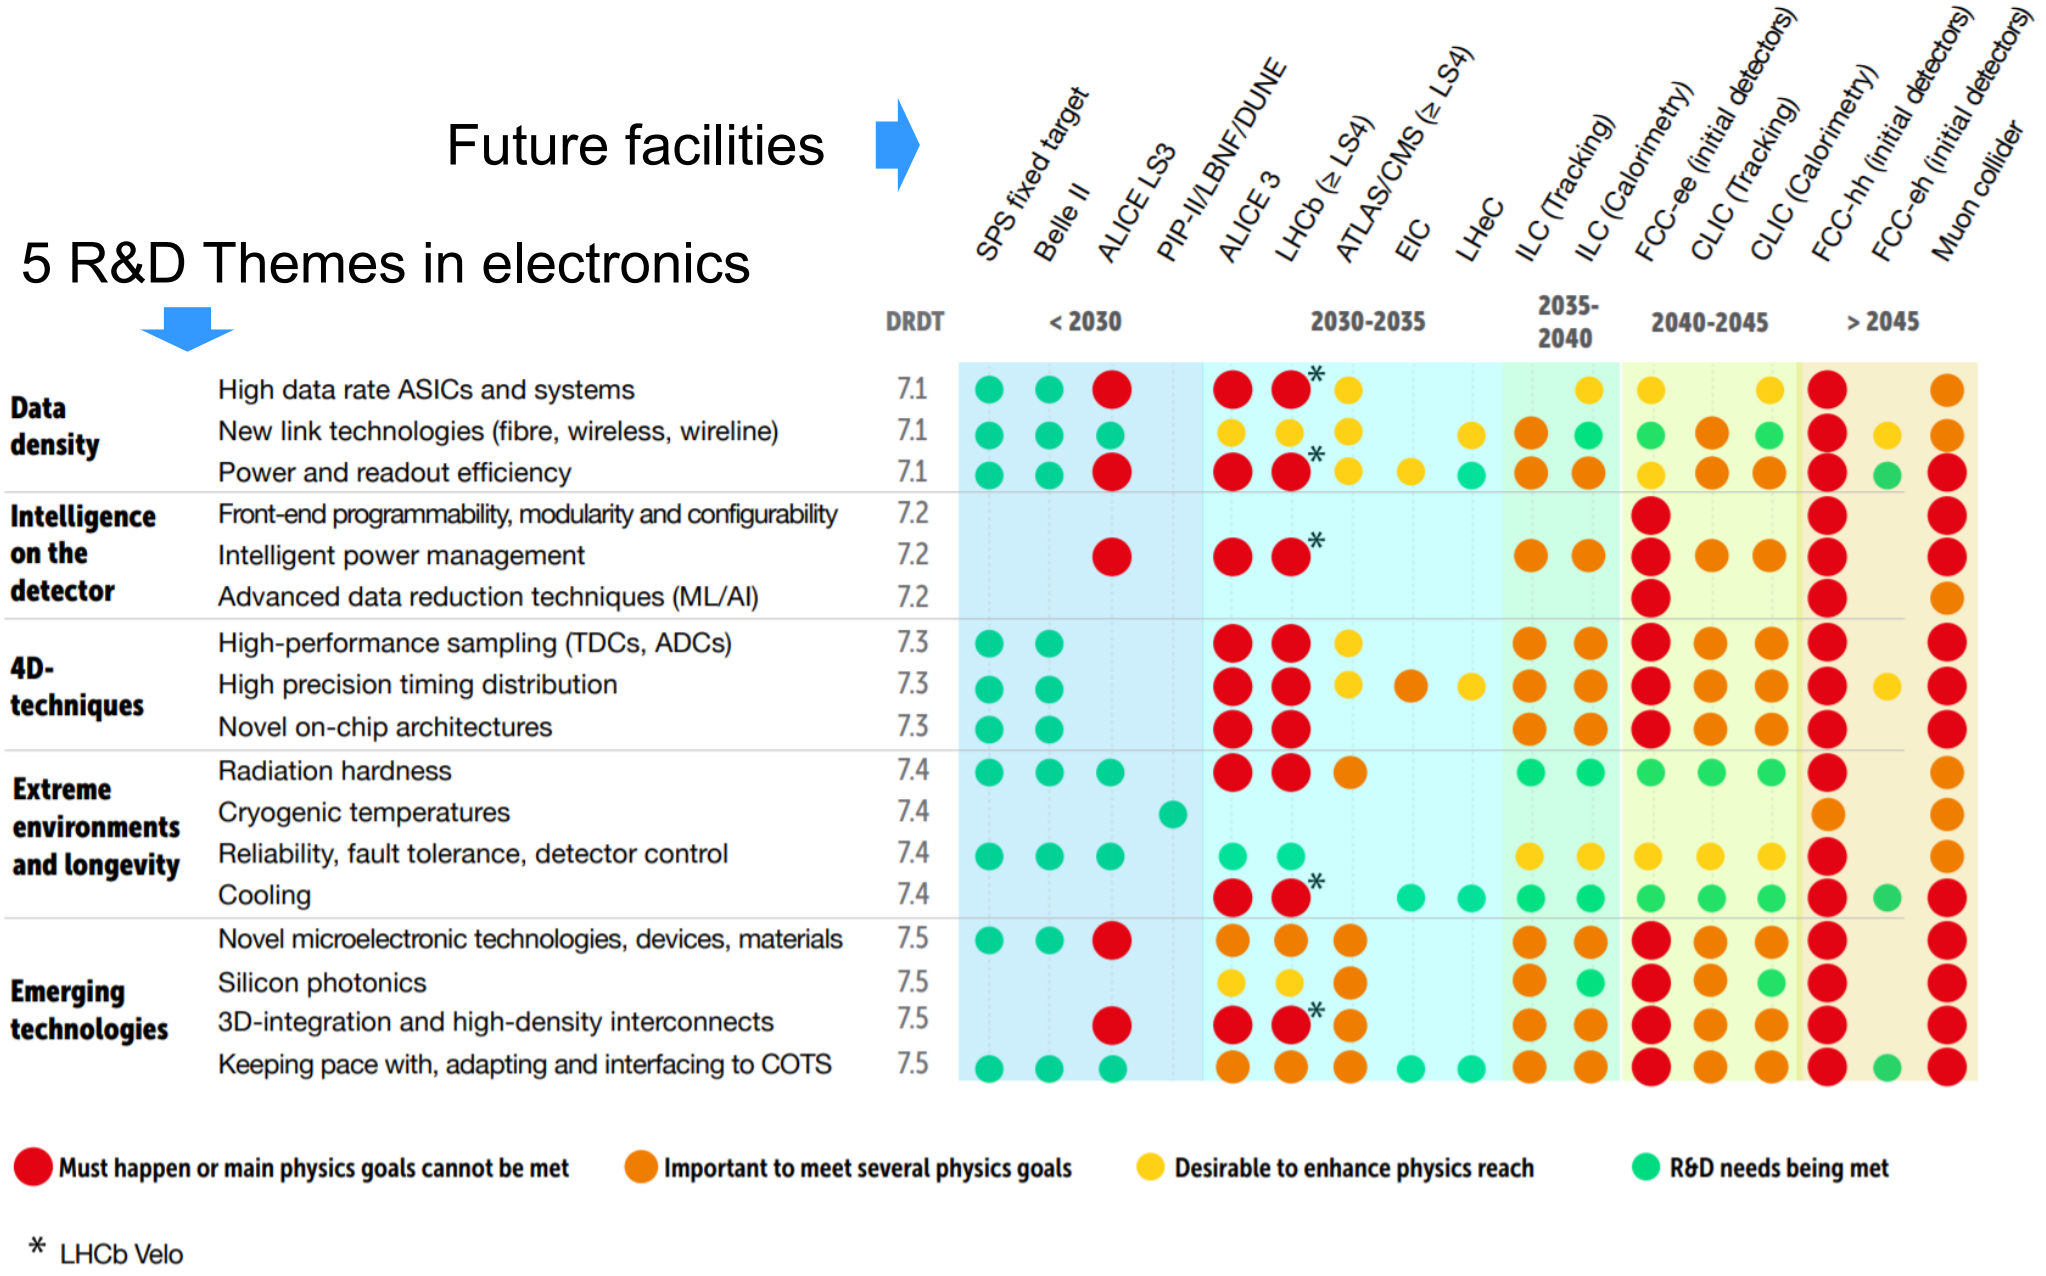 Future facilities
5 R&D Themes in electronics
SPS fixed target
Belle II
ALICE LS3
PIP-II/LBNF/DUNE
ALICE 3
LHCb (≥ LS4)
ATLAS/CMS (≥ LS4)
EIC
LHeC
ILC (Tracking)
ILC (Calorimetry)
FCC-ee (initial detectors)
CLIC (Tracking)
CLIC (Calorimetry)
FCC-hh (initial detectors)
FCC-eh (initial detectors)
Muon collider
DRDT
< 2030
2030-2035
2035-
2040
2040-2045
> 2045
Data
density
High data rate ASICs and systems 7.1 *
New link technologies (fibre, wireless, wireline) 7.1
Power and readout efficiency 7.1 *
Intelligence
on the
detector
Front-end programmability, modularity and configurability 7.2
Intelligent power management 7.2 *
Advanced data reduction techniques (ML/AI) 7.2
4D-
techniques
High-performance sampling (TDCs, ADCs) 7.3
High precision timing distribution 7.3
Novel on-chip architectures 7.3
Extreme
environments
and longevity
Radiation hardness 7.4
Cryogenic temperatures 7.4
Reliability, fault tolerance, detector control 7.4
Cooling 7.4 *
Emerging
technologies
Novel microelectronic technologies, devices, materials 7.5
Silicon photonics 7.5
3D-integration and high-density interconnects 7.5 *
Keeping pace with, adapting and interfacing to COTS 7.5
Must happen or main physics goals cannot be met
Important to meet several physics goals
Desirable to enhance physics reach
R&D needs being met
* LHCb Velo